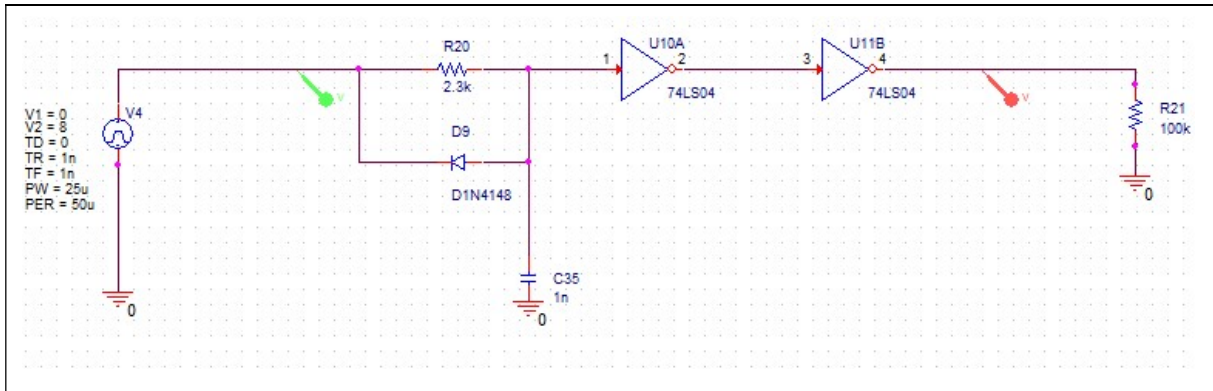 R20
2.3k
1
U10A
2
74LS04
3
U11B
4
74LS04
V
V
V4
V1 = 0
V2 = 8
TD = 0
TR = 1n
TF = 1n
PW = 25u
PER = 50u
D9
D1N4148
R21
100k
0
C35
1n
0
0